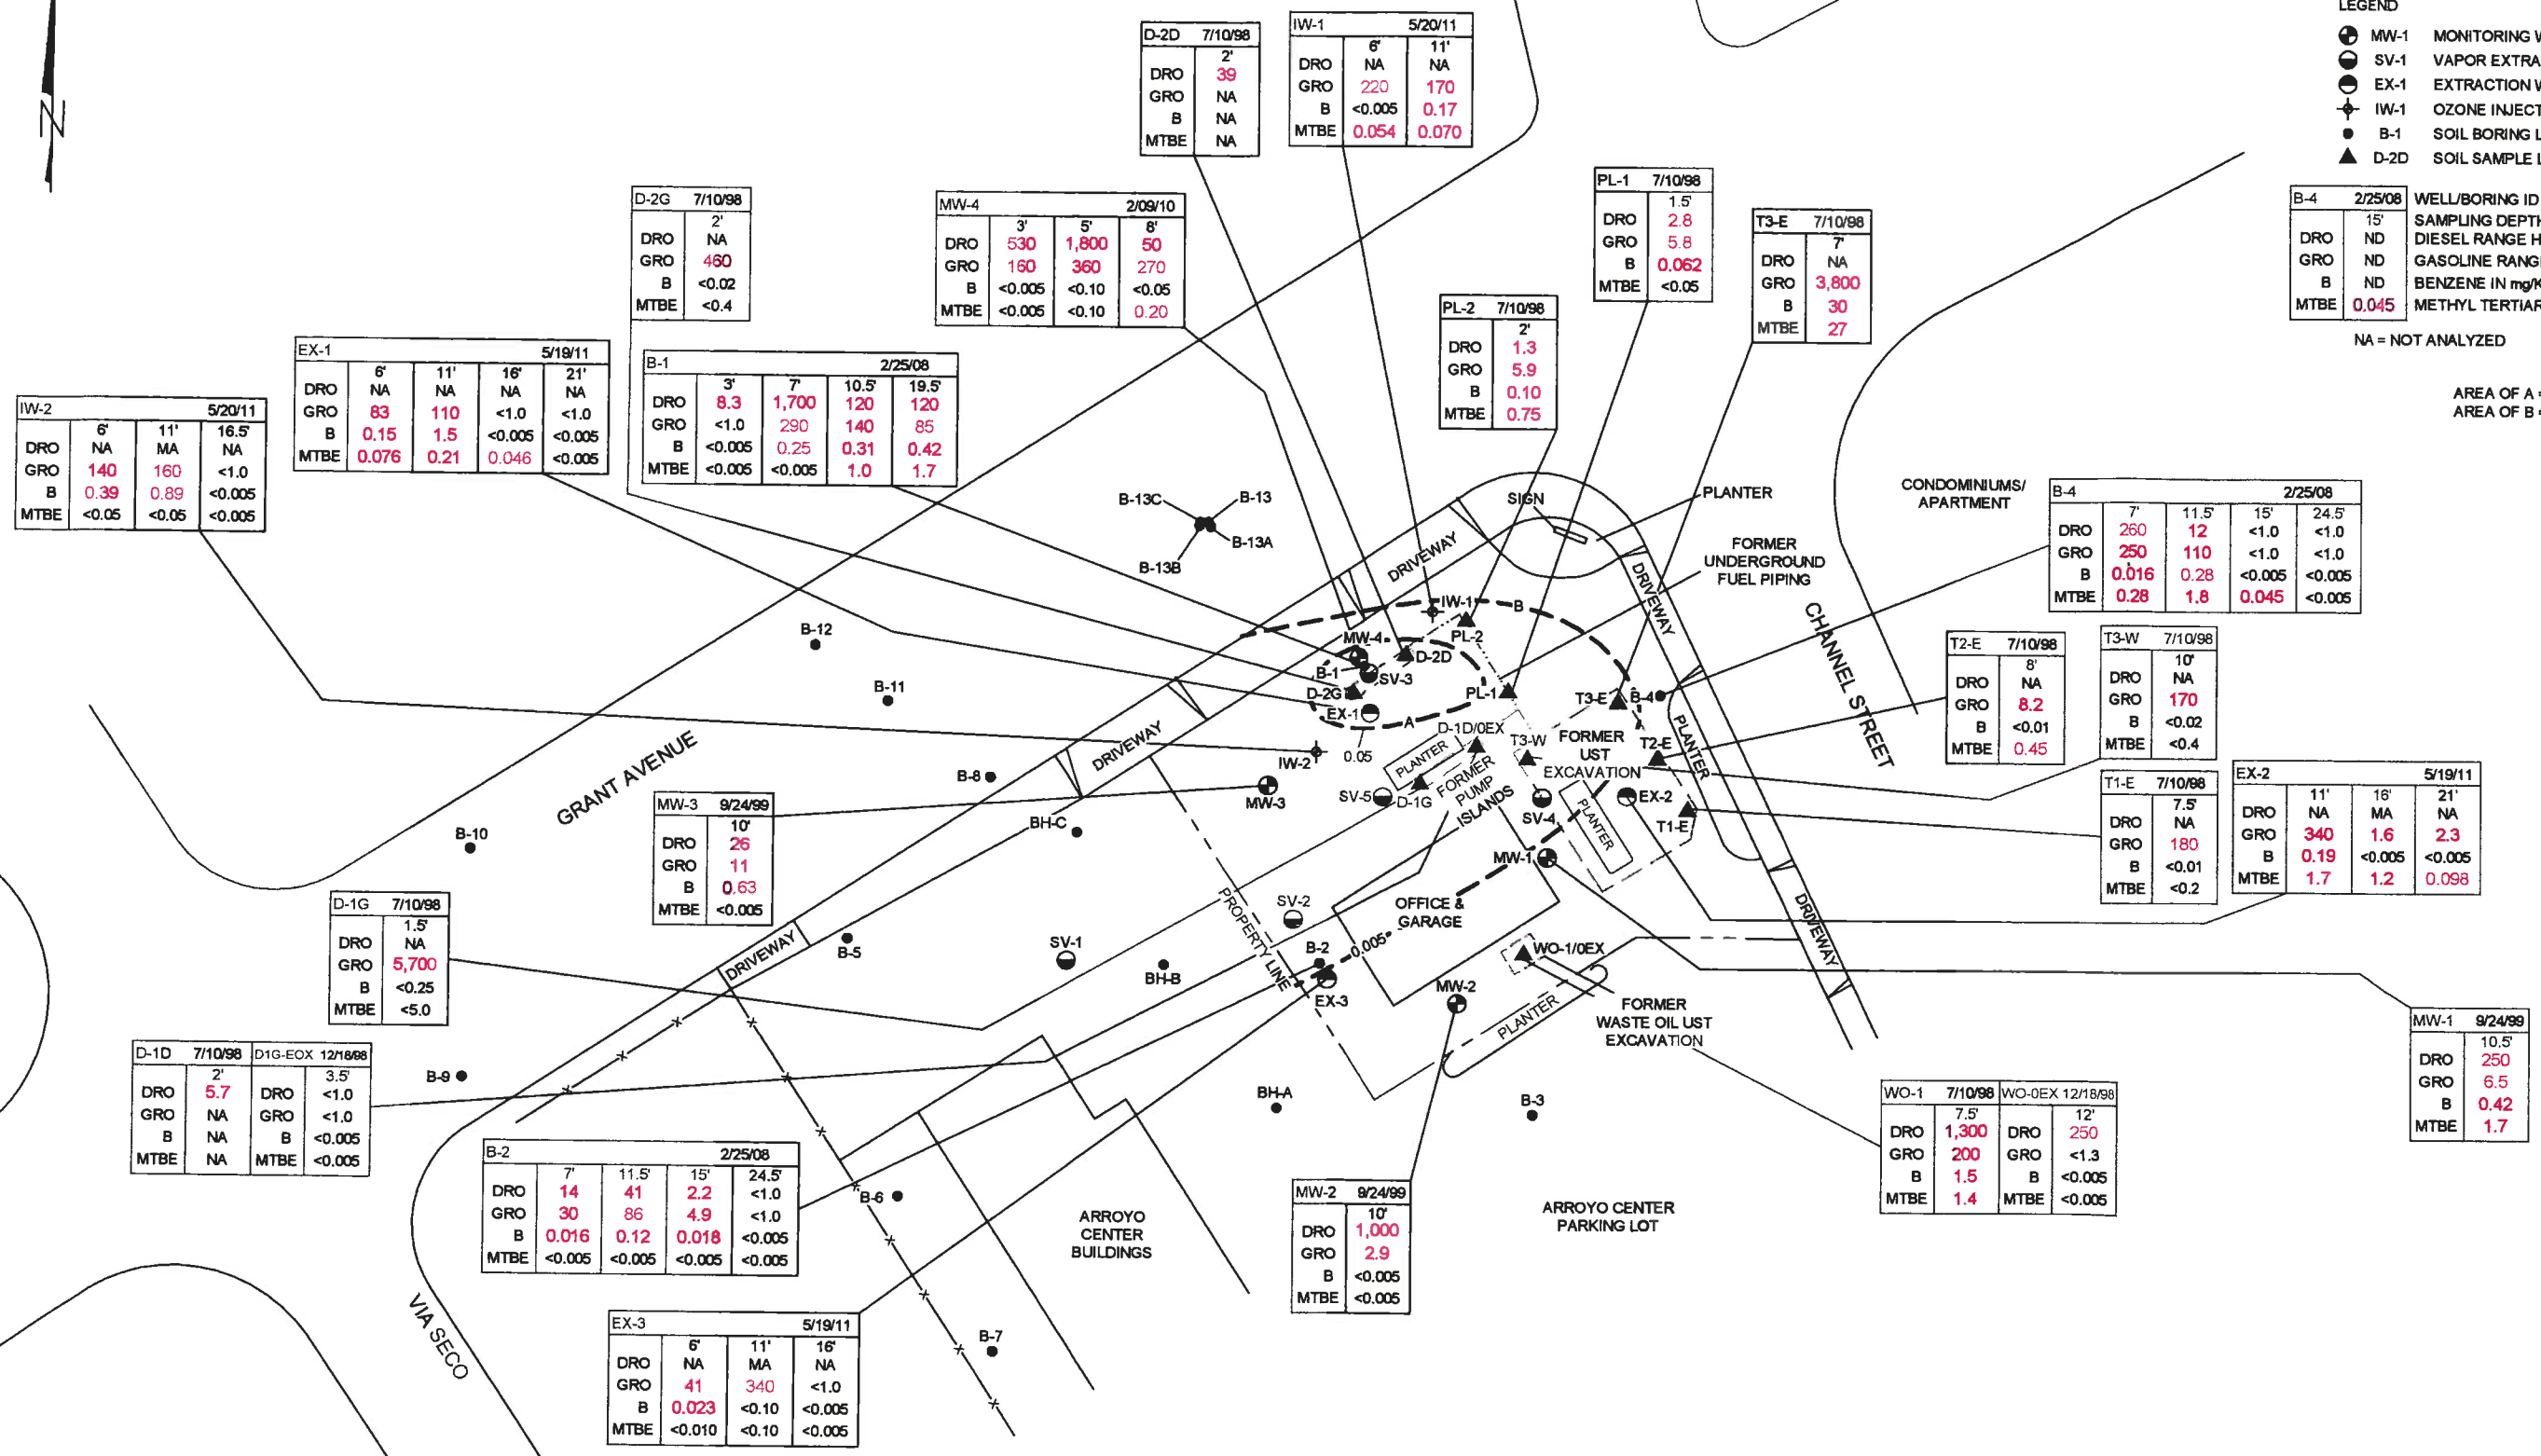 N
LEGEND
MW-1 MONITORING
SV-1 VAPOR
EX-1 EXTRACTION
IW-1 OZONE
B-1 SOIL BORING
D-2D SOIL SAMPLE
B-4 2/25/08 WELL/BORING ID
15' SAMPLING DEPTH
DRO ND DIESEL RANGE
GRO ND GASOLINE
B ND BENZENE IN
MTBE 0.045 METHYL
NA = NOT ANALYZED
AREA OF A =
AREA OF B =
D-2D 7/10/98
2'
DRO 39
GRO NA
B NA
MTBE NA
IW-1 5/20/11
6' 11'
DRO NA NA
GRO 220 170
B <0.005 0.17
MTBE 0.054 0.070
PL-1 7/10/98
1.5'
DRO 2.8
GRO 5.8
B 0.062
MTBE <0.05
T3-E 7/10/98
7'
DRO NA
GRO 3,800
B 30
MTBE 27
D-2G 7/10/98
2'
DRO NA
GRO 460
B <0.02
MTBE <0.4
MW-4 2/09/10
3' 5' 8'
DRO 530 1,800 50
GRO 160 360 270
B <0.005 <0.10 <0.05
MTBE <0.005 <0.10 0.20
PL-2 7/10/98
2'
DRO 1.3
GRO 5.9
B 0.10
MTBE 0.75
EX-1 5/19/11
6' 11' 16' 21'
DRO NA NA NA NA
GRO 83 110 <1.0 <1.0
B 0.15 1.5 <0.005 <0.005
MTBE 0.076 0.21 0.046 <0.005
B-1 2/25/08
3' 7' 10.5' 19.5'
DRO 8.3 1,700 120 120
GRO <1.0 290 140 85
B <0.005 0.25 0.31 0.42
MTBE <0.005 <0.005 1.0 1.7
IW-2 5/20/11
6' 11' 16.5'
DRO NA MA NA
GRO 140 160 <1.0
B 0.39 0.89 <0.005
MTBE <0.05 <0.05 <0.005
B-4 2/25/08
7' 11.5' 15' 24.5'
DRO 260 12 <1.0 <1.0
GRO 250 110 <1.0 <1.0
B 0.016 0.28 <0.005 <0.005
MTBE 0.28 1.8 0.045 <0.005
T2-E 7/10/98
8'
DRO NA
GRO 8.2
B <0.01
MTBE 0.45
T3-W 7/10/98
10'
DRO NA
GRO 170
B <0.02
MTBE <0.4
T1-E 7/10/98
7.5'
DRO NA
GRO 180
B <0.01
MTBE <0.2
EX-2 5/19/11
11' 16' 21'
DRO NA MA NA
GRO 340 1.6 2.3
B 0.19 <0.005 <0.005
MTBE 1.7 1.2 0.098
MW-3 9/24/99
10'
DRO 26
GRO 11
B 0.63
MTBE <0.005
D-1G 7/10/98
1.5'
DRO NA
GRO 5,700
B <0.25
MTBE <5.0
D-1D 7/10/98 D1G-EOX 12/18/98
2' 3.5'
DRO 5.7 DRO <1.0
GRO NA GRO <1.0
B NA B <0.005
MTBE NA MTBE <0.005
B-2 2/25/08
7' 11.5' 15' 24.5'
DRO 14 41 2.2 <1.0
GRO 30 86 4.9 <1.0
B 0.016 0.12 0.018 <0.005
MTBE <0.005 <0.005 <0.005 <0.005
EX-3 5/19/11
6' 11' 16'
DRO NA MA NA
GRO 41 340 <1.0
B 0.023 <0.10 <0.005
MTBE <0.010 <0.10 <0.005
MW-2 9/24/99
10'
DRO 1,000
GRO 2.9
B <0.005
MTBE <0.005
WO-1 7/10/98 WO-0EX 12/18/98
7.5' 12'
DRO 1,300 DRO 250
GRO 200 GRO <1.3
B 1.5 B <0.005
MTBE 1.4 MTBE <0.005
MW-1 9/24/99
10.5'
DRO 250
GRO 6.5
B 0.42
MTBE 1.7
B-13C
B-13
B-13A
B-13B
SIGN
PLANTER
CONDOMINIUMS/
APARTMENT
FORMER
UNDERGROUND
FUEL PIPING
DRIVEWAY
DRIVEWAY
CHANNEL STREET
IW-1
B
PL-2
MW-4
D-2D
B-1
SV-3
D-2G
PL-1
EX-1
A
0.05
T3-E
B-4
PLANTER
D-1D/0EX
T3-W
FORMER
UST
EXCAVATION
T2-E
B-12
B-11
DRIVEWAY
GRANT AVENUE
B-8
IW-2
MW-3
PLANTER
SV-5
D-1G
FORMER
PUMP
ISLANDS
SV-4
PLANTER
EX-2
T1-E
BH-C
B-10
MW-1
PROPERTY LINE
SV-2
OFFICE &
GARAGE
DRIVEWAY
DRIVEWAY
B-5
SV-1
BH-B
B-2
0.005
EX-3
WO-1/0EX
MW-2
PLANTER
FORMER
WASTE OIL UST
EXCAVATION
B-9
BH-A
B-3
B-6
ARROYO
CENTER
BUILDINGS
ARROYO CENTER
PARKING LOT
VIA SECO
B-7